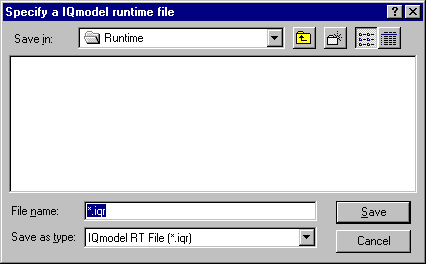 Specify a IQmodel runtime file
Save in: Runtime
File name: *.iqr
Save
Save as type: IQmodel RT File (*.iqr)
Cancel